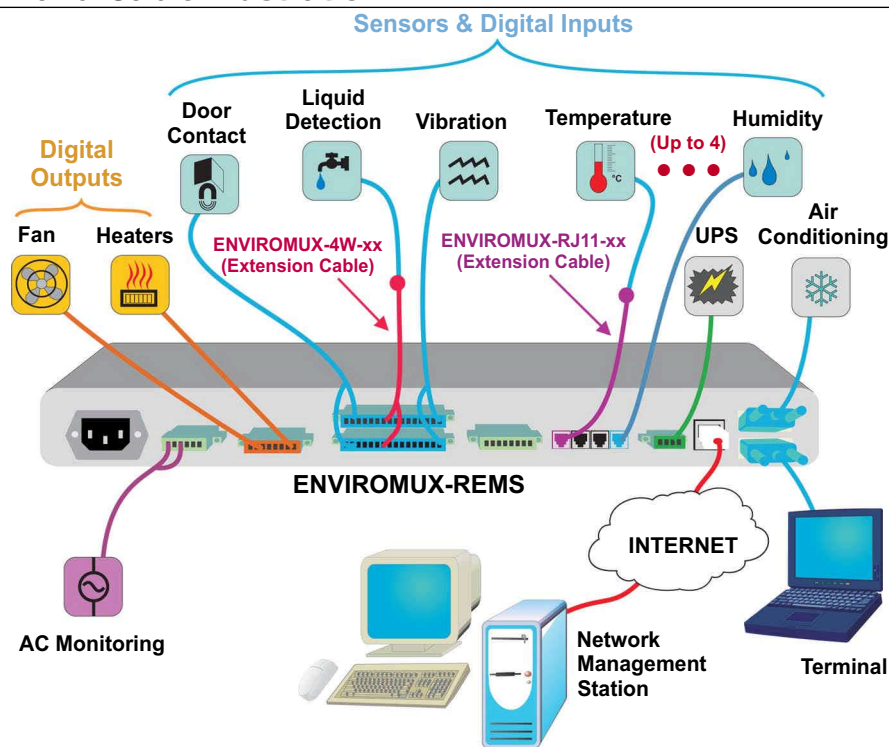 Sensors & Digital Inputs
Door
Contact
Liquid
Detection
Vibration
Temperature
(Up to 4)
Humidity
Digital
Outputs
Fan
Heaters
°C
ENVIROMUX-4W-xx
(Extension Cable)
ENVIROMUX-RJ11-xx
(Extension Cable)
UPS
Air
Conditioning
ENVIROMUX-REMS
INTERNET
AC Monitoring
Network
Management
Station
Terminal